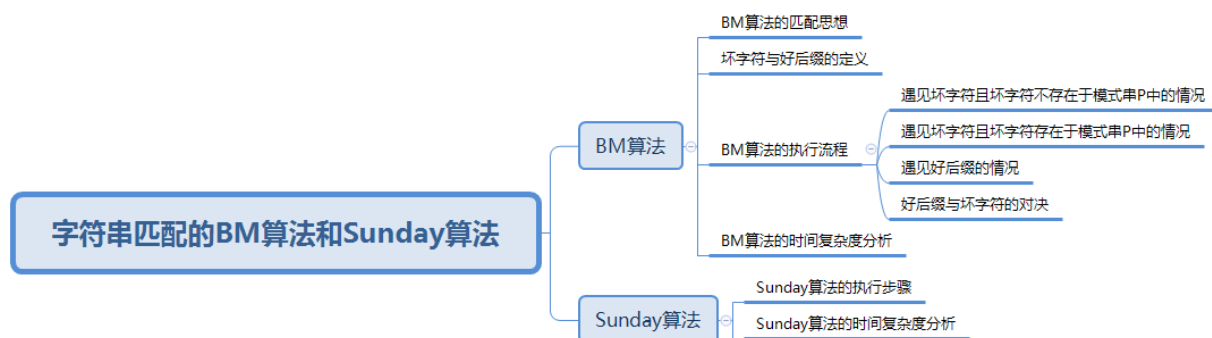 字符串匹配的BM算法和Sunday算法
BM算法
BM算法的匹配思想
坏字符与好后缀的定义
BM算法的执行流程
遇见坏字符且坏字符不存在于模式串P中的情况
遇见坏字符且坏字符存在于模式串P中的情况
遇见好后缀的情况
好后缀与坏字符的对决
BM算法的时间复杂度分析
Sunday算法
Sunday算法的执行步骤
Sunday算法的时间复杂度分析